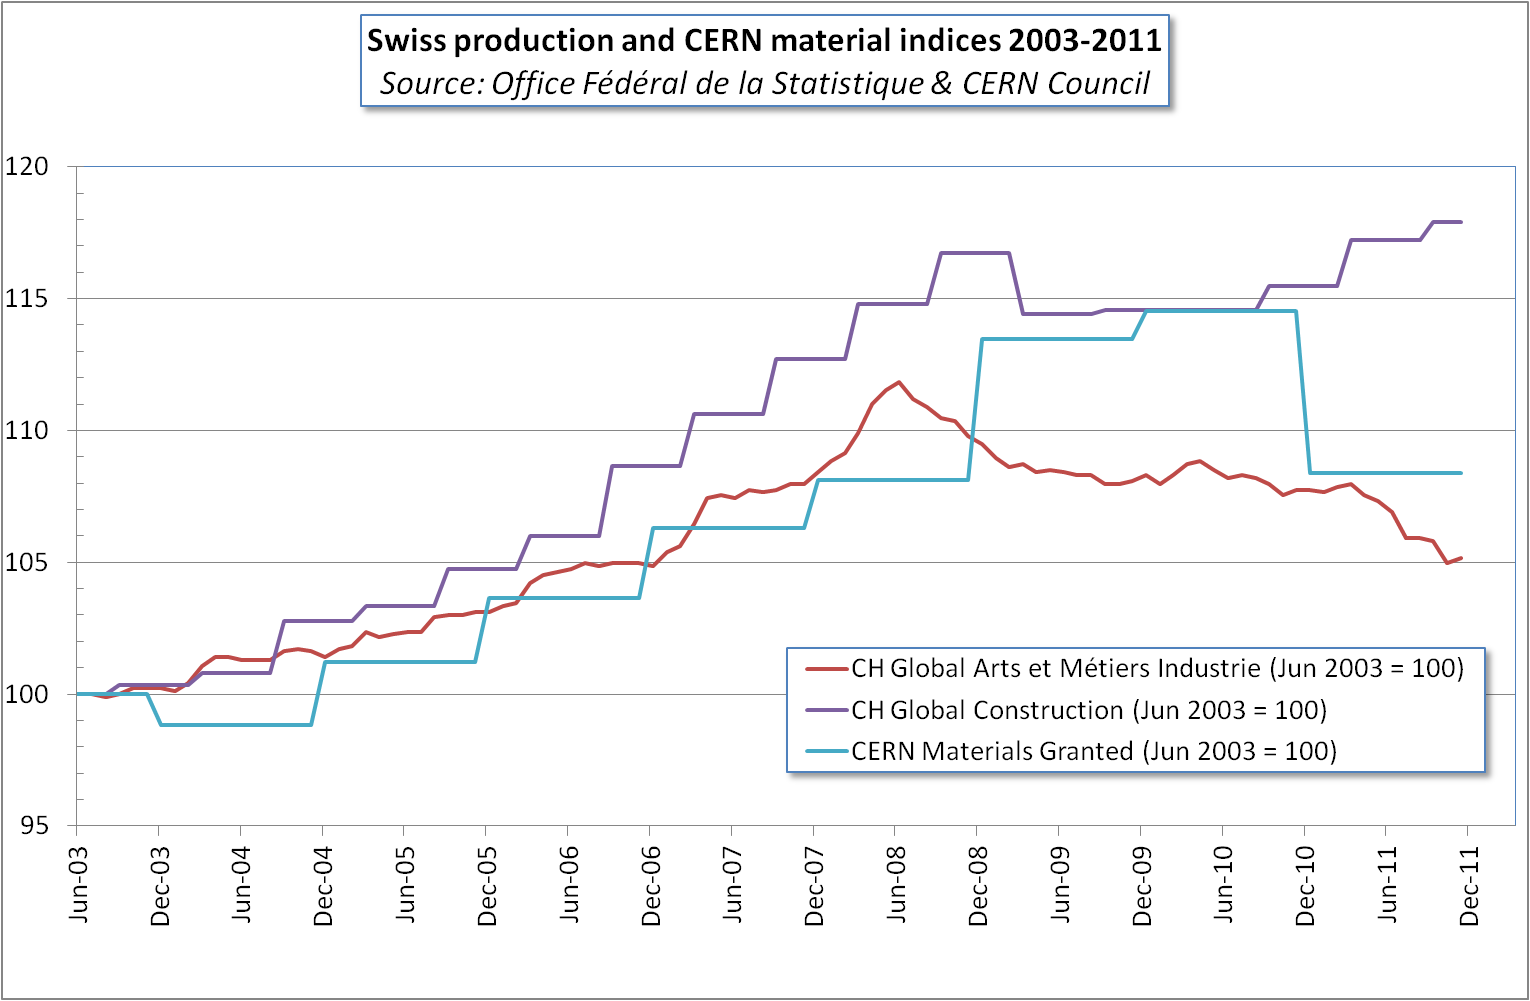 Swiss production and CERN material indices 2003-2011
Source: Office Fédéral de la Statistique & CERN Council
120
115
110
105
100
95
CH Global Arts et Métiers Industrie (Jun 2003 = 100)
CH Global Construction (Jun 2003 = 100)
CERN Materials Granted (Jun 2003 = 100)
Jun-03
Dec-03
Jun-04
Dec-04
Jun-05
Dec-05
Jun-06
Dec-06
Jun-07
Dec-07
Jun-08
Dec-08
Jun-09
Dec-09
Jun-10
Dec-10
Jun-11
Dec-11